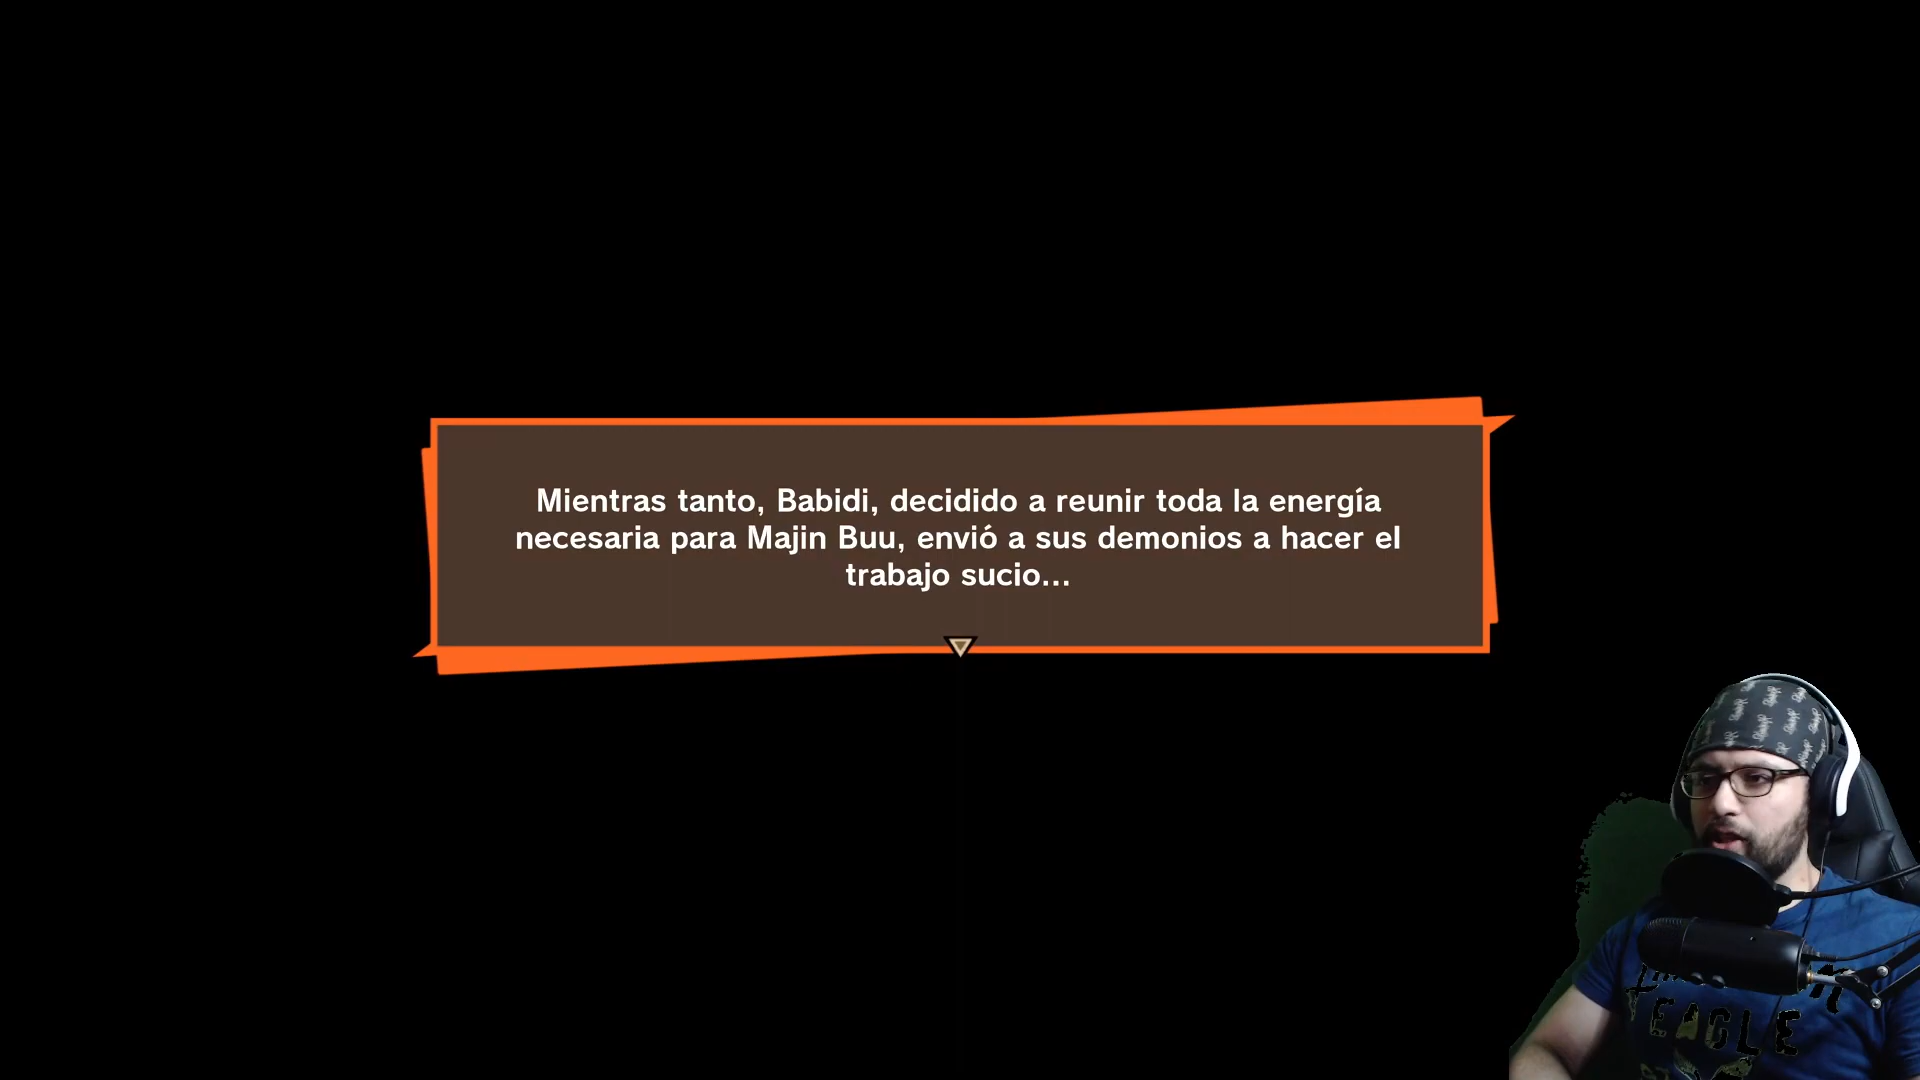 Mientras tanto, Babidi, decidido a reunir toda la energía
necesaria para Majin Buu, envió a sus demonios a hacer el
trabajo sucio...
EAGLE